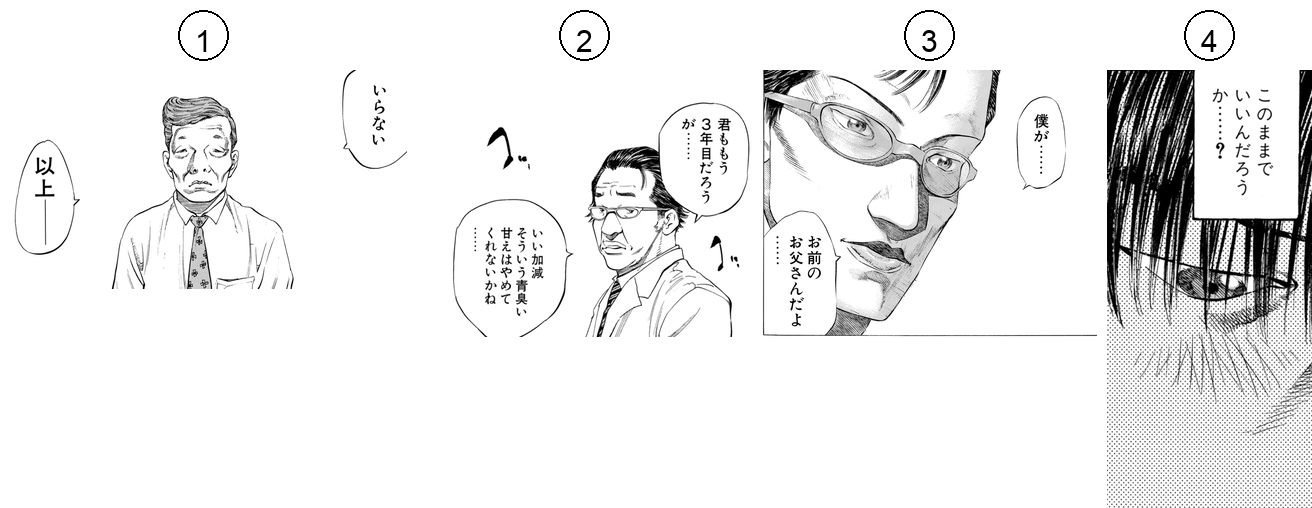 1
いらない
以上──
2
君ももう
3年目だろう
が……
いい加減
そういう青臭い
甘えはやめて
くれないかね
……
3
僕が……
お前の
お父さんだよ
……
4
このままで
いいんだろう
か……?